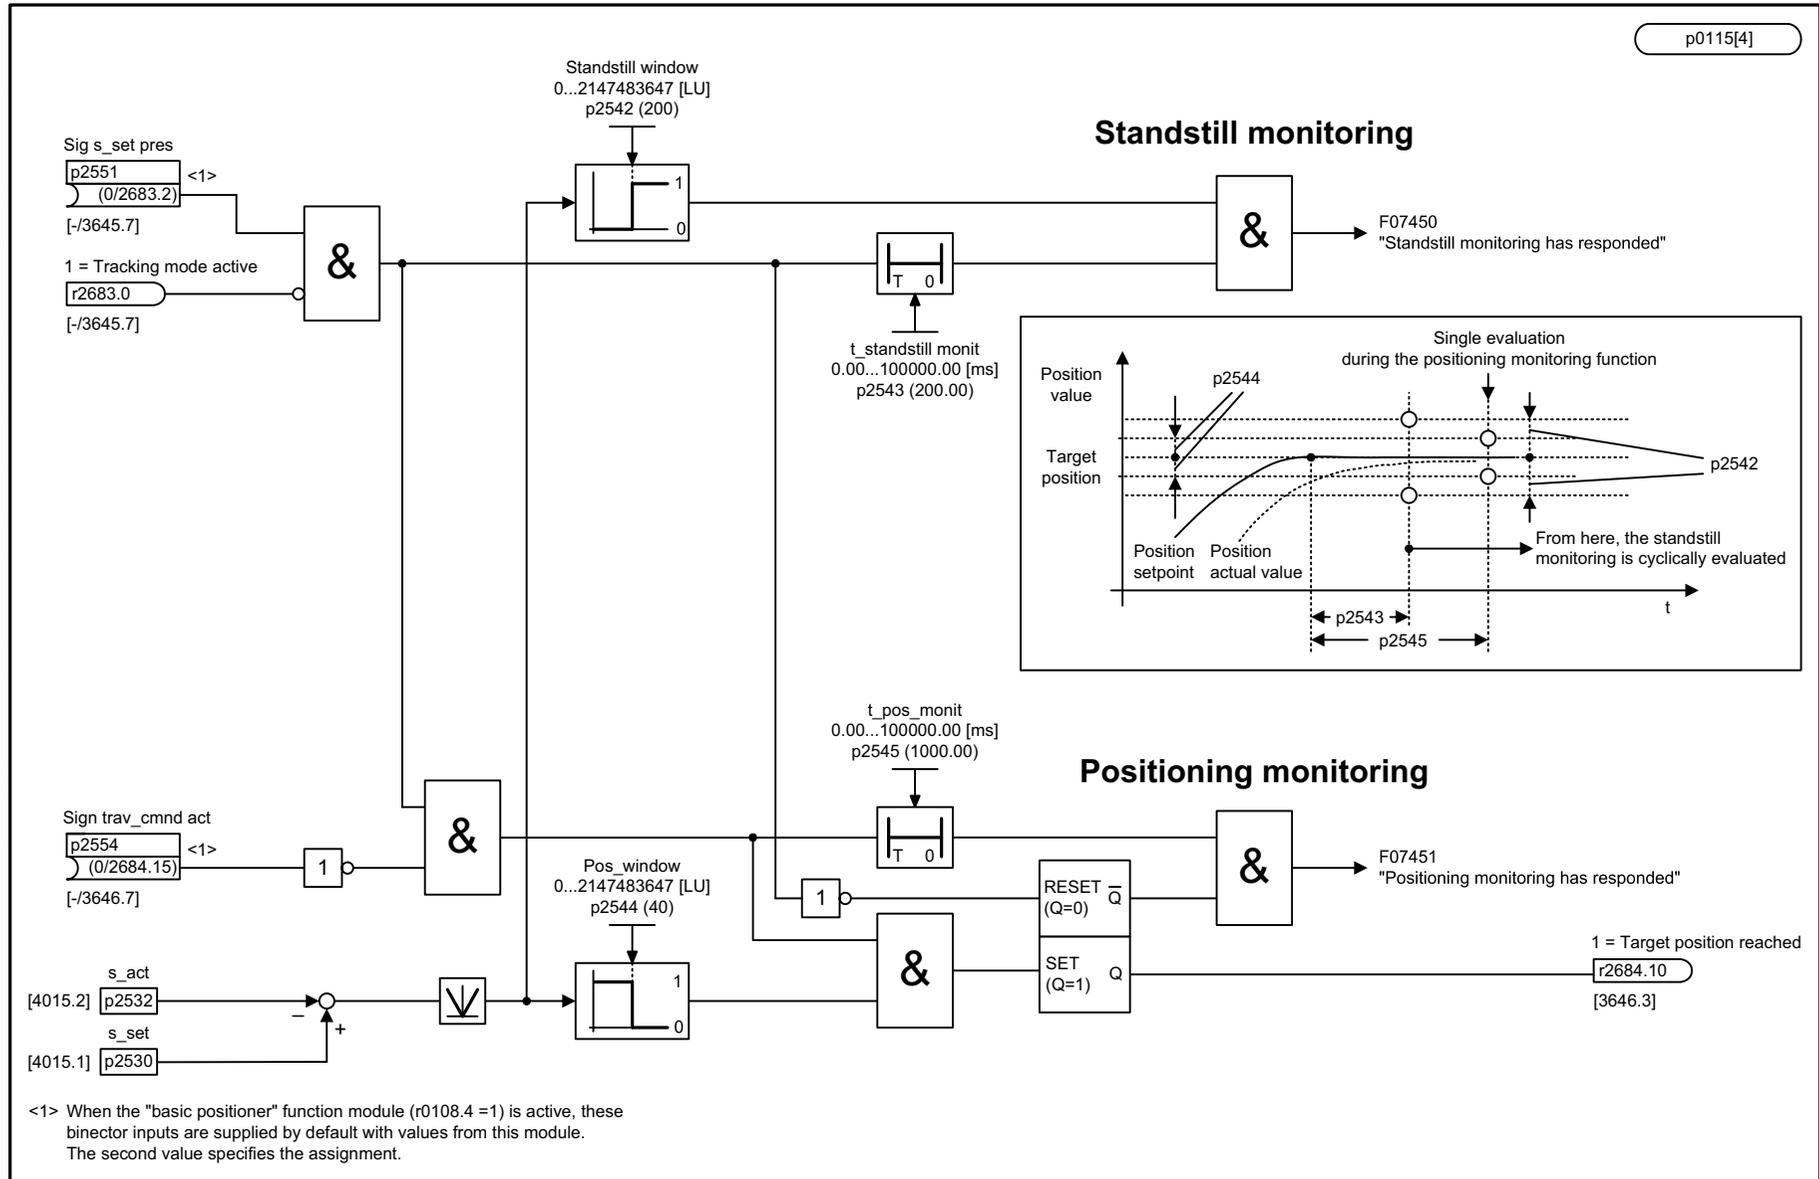 p0115[4]
Standstill window
0...2147483647 [LU]
p2542 (200)
Standstill monitoring
Sig s_set pres
p2551
<1>
(0/2683.2)
[-/3645.7]
1 = Tracking mode active
r2683.0
[-/3645.7]
&
1
0
T 0
t_standstill monit
0.00...100000.00 [ms]
p2543 (200.00)
&
F07450
"Standstill monitoring has responded"
Single evaluation
during the positioning monitoring function
Position
value
p2544
Target
position
p2542
Position
setpoint
Position
actual value
From here, the standstill
monitoring is cyclically evaluated
t
p2543
p2545
t_pos_monit
0.00...100000.00 [ms]
p2545 (1000.00)
Positioning monitoring
Sign trav_cmnd act
p2554
<1>
(0/2684.15)
[-/3646.7]
1
&
T 0
Pos_window
0...2147483647 [LU]
p2544 (40)
1
RESET Q
(Q=0)
SET
(Q=1)
Q
&
F07451
"Positioning monitoring has responded"
&
1 = Target position reached
r2684.10
[3646.3]
s_act
[4015.2]
p2532
–
+
s_set
[4015.1]
p2530
1
0
<1> When the "basic positioner" function module (r0108.4 =1) is active, these
binector inputs are supplied by default with values from this module.
The second value specifies the assignment.